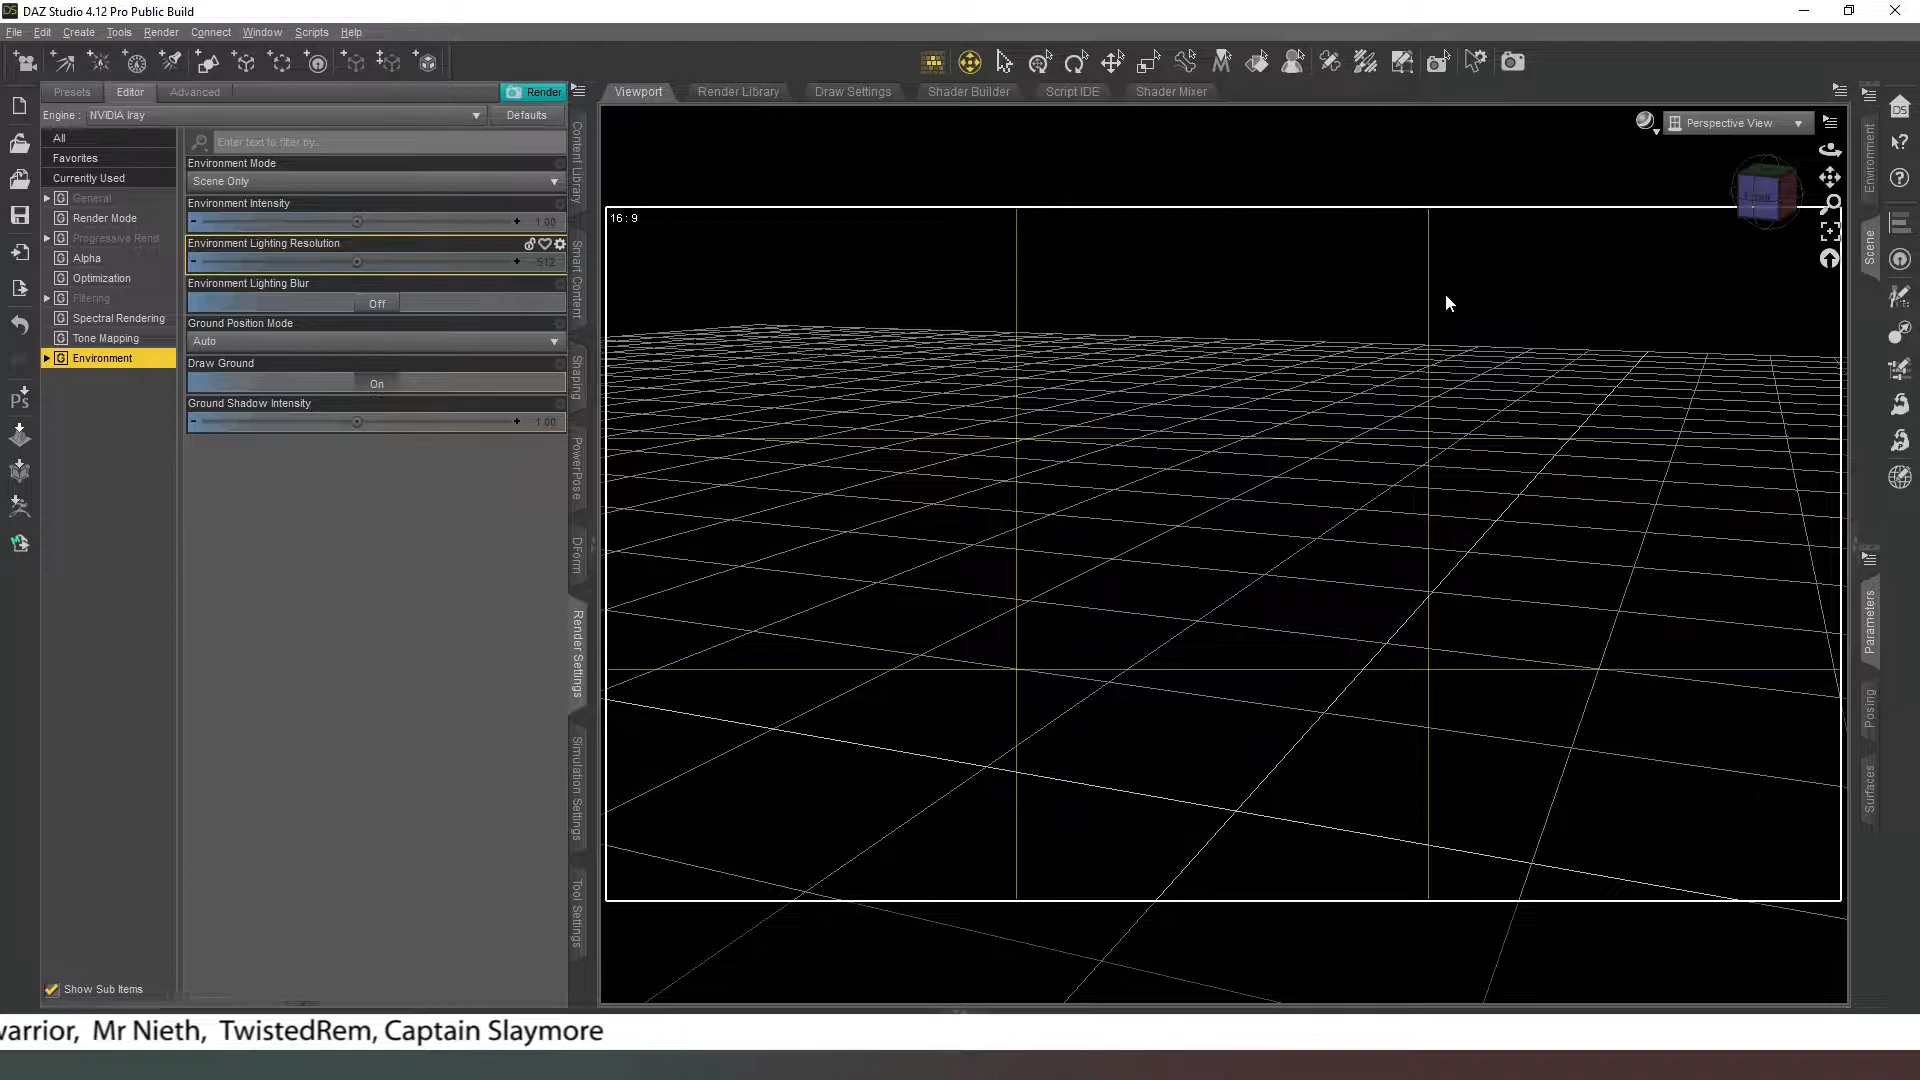 DAZ Studio 4.12 Pro Public Build
File Edit Create Tools Render Connect Window Scripts Help
Presets Editor Advanced Render
Viewport Render Library Draw Settings Shader Builder Script IDE Shader Mixer
Engine : NVIDIA Iray Defaults
Perspective View
All
Favorites
Currently Used
General
Render Mode
Progressive Rend
Alpha
Optimization
Filtering
Spectral Rendering
Tone Mapping
Environment
Show Sub Items
Enter text to filter by...
Environment Mode
Scene Only
Environment Intensity
1.00
Environment Lighting Resolution
512
Environment Lighting Blur
Off
Ground Position Mode
Auto
Draw Ground
On
Ground Shadow Intensity
1.00
Content Library
Smart Content
Shaping
PowerPose
DForm
Render Settings
Simulation Settings
Tool Settings
16 : 9
Environment
Scene
Parameters
Posing
Surfaces
DS
Ps
varrior, Mr Nieth, TwistedRem, Captain Slaymore